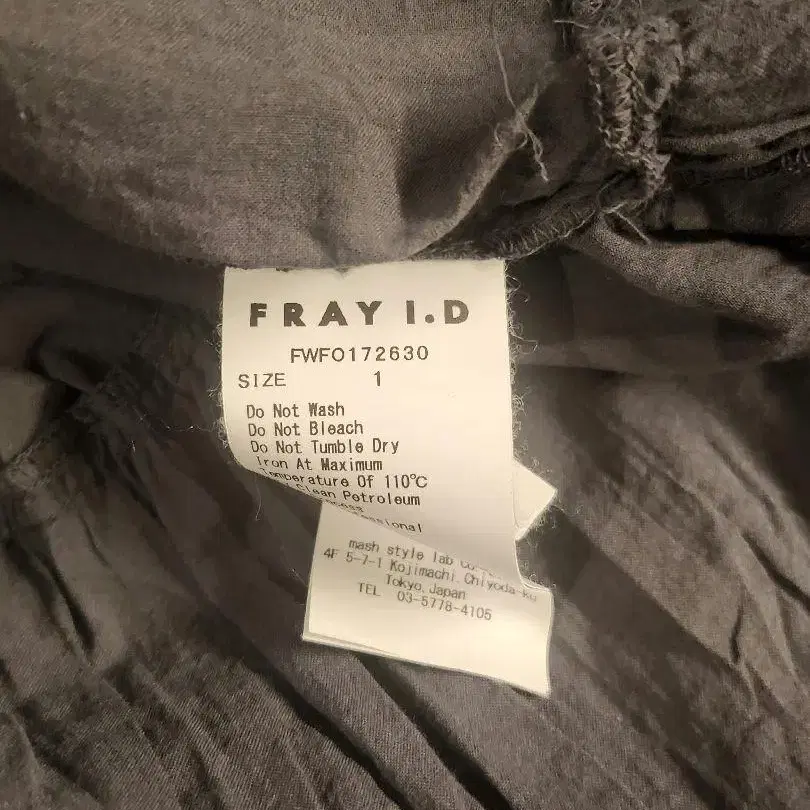 FRAY I.D
FWFO172630
SIZE 1
Do Not Wash
Do Not Bleach
Do Not Tumble Dry
Iron At Maximum
Temperature Of 110℃
Clean Petroleum
mash style lab
4F 5-7-1 Kojimachi.Chiyoda-ku
Tokyo.Japan
TEL 03-5778-4105